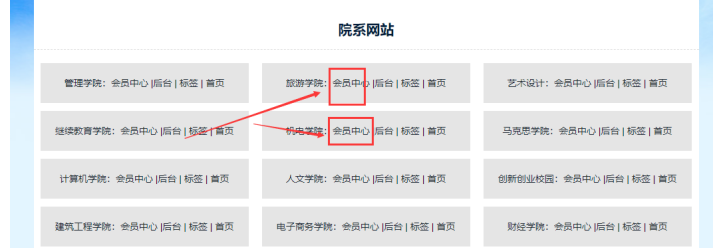 院系网站
管理学院：会员中心 |后台 | 标签 | 首页
旅游学院：会员中心 |后台 | 标签 | 首页
艺术设计：会员中心 |后台 | 标签 | 首页
继续教育学院：会员中心 |后台 | 标签 | 首页
机电学院：会员中心 |后台 | 标签 | 首页
马克思学院：会员中心 |后台 | 标签 | 首页
计算机学院：会员中心 |后台 | 标签 | 首页
人文学院：会员中心 |后台 | 标签 | 首页
创新创业校园：会员中心 |后台 | 标签 | 首页
建筑工程学院：会员中心 |后台 | 标签 | 首页
电子商务学院：会员中心 |后台 | 标签 | 首页
财经学院：会员中心 |后台 | 标签 | 首页